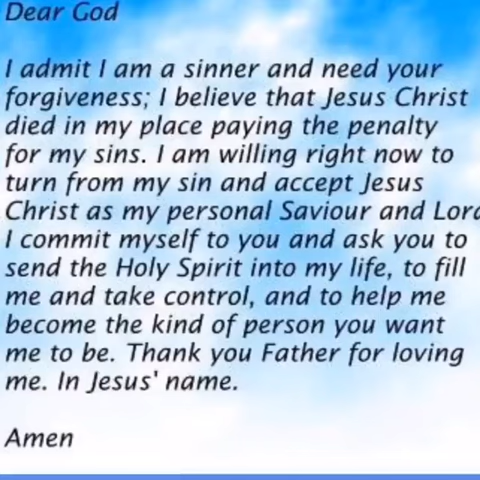 Dear God
I admit I am a sinner and need your
forgiveness; I believe that Jesus Christ
died in my place paying the penalty
for my sins. I am willing right now to
turn from my sin and accept Jesus
Christ as my personal Saviour and Lord
I commit myself to you and ask you to
send the Holy Spirit into my life, to fill
me and take control, and to help me
become the kind of person you want
me to be. Thank you Father for loving
me. In Jesus' name.
Amen